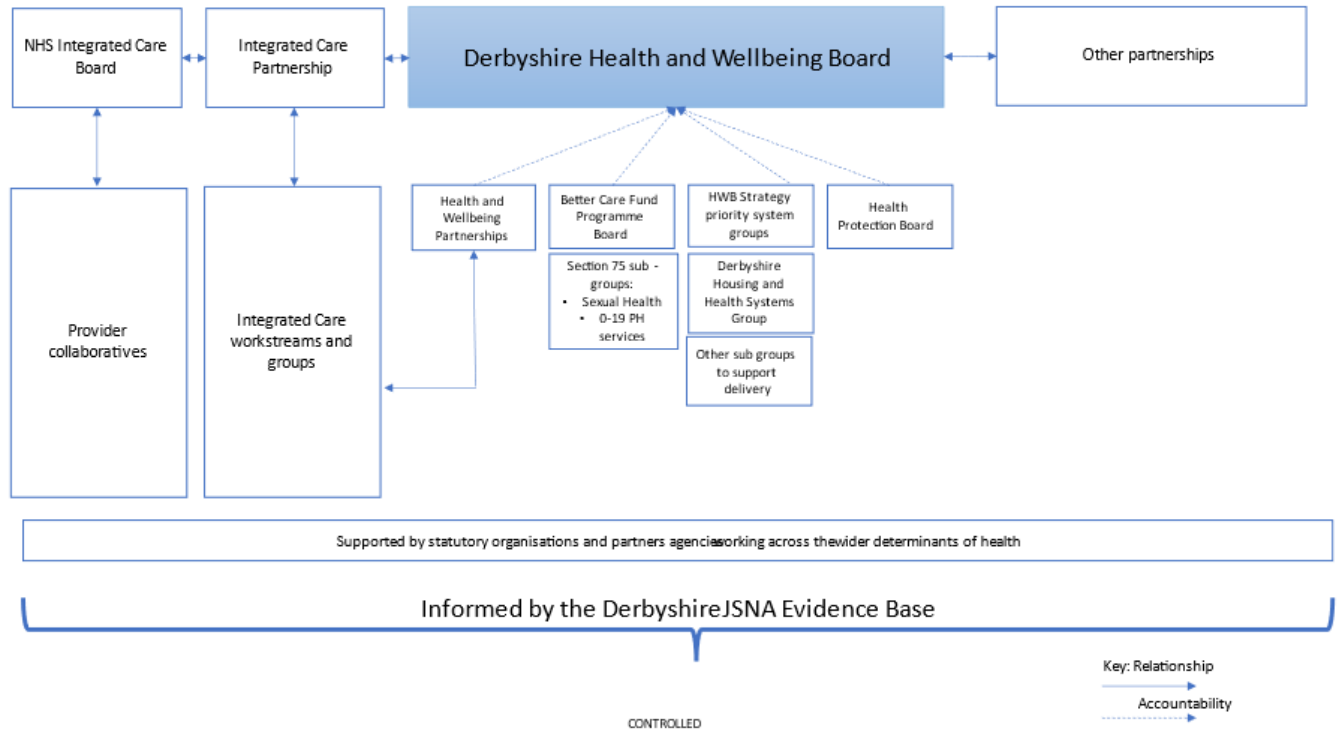 NHS Integrated Care
Board
Integrated Care
Partnership
Derbyshire Health and Wellbeing Board
Other partnerships
Health and
Wellbeing
Partnerships
Better Care Fund
Programme
Board
HWB Strategy
priority system
groups
Health
Protection Board
Section 75 sub -
groups:
• Sexual Health
• 0-19 PH
services
Derbyshire
Housing and
Health Systems
Group
Other sub groups
to support
delivery
Provider
collaboratives
Integrated Care
workstreams and
groups
Supported by statutory organisations and partners agencies working across thewider determinants of health
Informed by the DerbyshireJSNA Evidence Base
Key: Relationship
Accountability
CONTROLLED